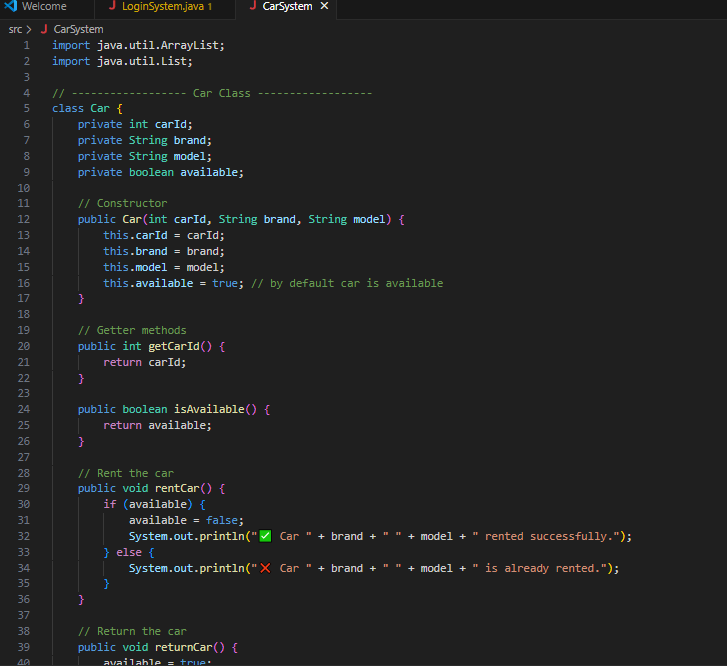 Welcome LoginSystem.java 1 CarSystem ×
src > CarSystem
1 import java.util.ArrayList;
2 import java.util.List;
3
4 // ------------------ Car Class ------------------
5 class Car {
6 private int carId;
7 private String brand;
8 private String model;
9 private boolean available;
10
11 // Constructor
12 public Car(int carId, String brand, String model) {
13 this.carId = carId;
14 this.brand = brand;
15 this.model = model;
16 this.available = true; // by default car is available
17 }
18
19 // Getter methods
20 public int getCarId() {
21 return carId;
22 }
23
24 public boolean isAvailable() {
25 return available;
26 }
27
28 // Rent the car
29 public void rentCar() {
30 if (available) {
31 available = false;
32 System.out.println("✅ Car " + brand + " " + model + " rented successfully.");
33 } else {
34 System.out.println("❌ Car " + brand + " " + model + " is already rented.");
35 }
36 }
37
38 // Return the car
39 public void returnCar() {
40 available = true;